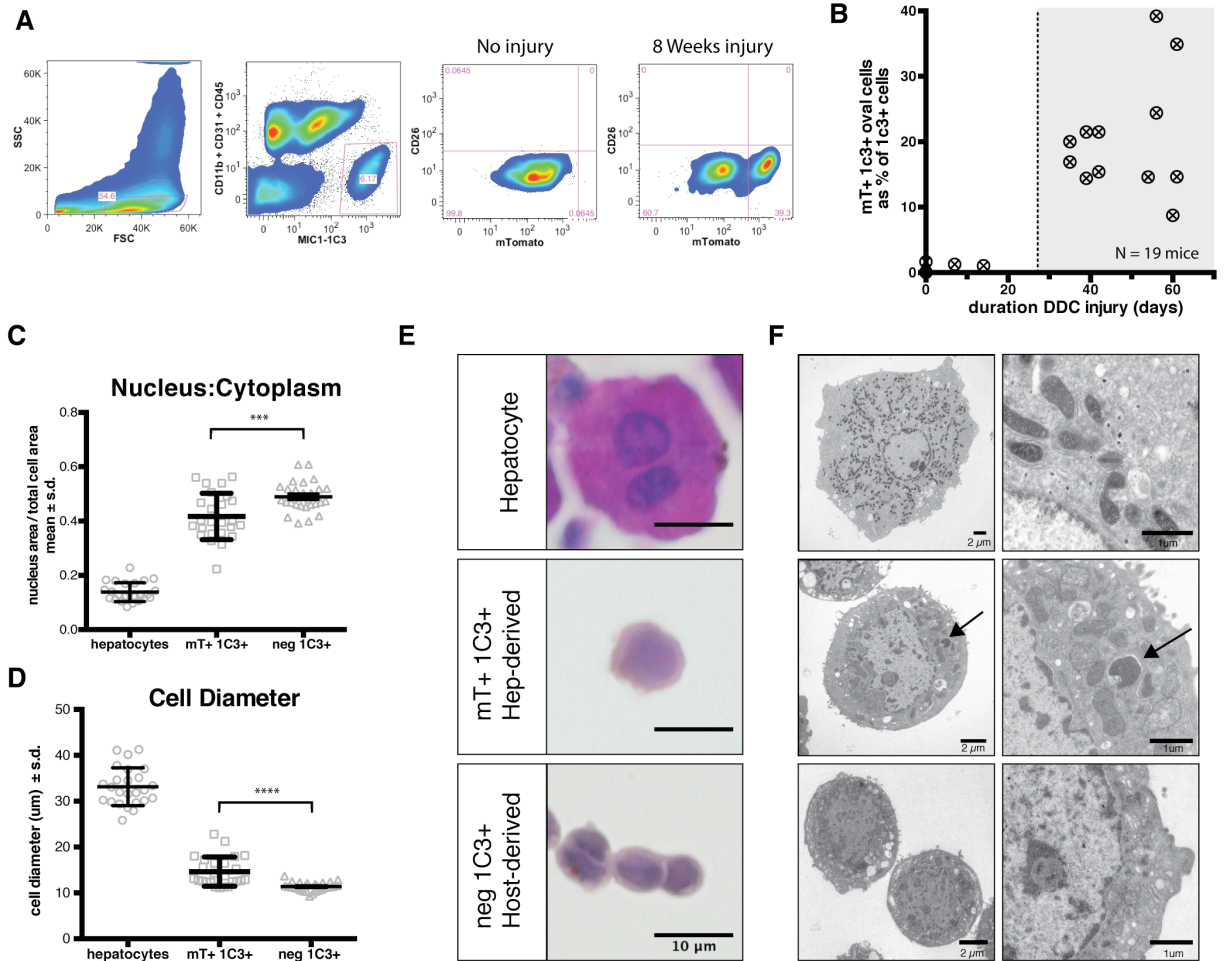 A
No injury
8 Weeks injury
60K
40K
20K
0
SSC
54.6
0
20K
40K
60K
FSC
CD11b + CD31 + CD45
10³
10²
10¹
0
6.17
0
10¹
10²
10³
MIC1-1C3
CD26
10³
10²
10¹
0
0.0645
0
99.8
0.0645
0
10¹
10²
10³
mTomato
CD26
10³
10²
10¹
0
0
0
60.7
39.3
0
10¹
10²
10³
mTomato
B
mT+ 1c3+ oval cells
as % of 1c3+ cells
40
30
20
10
0
0
20
40
60
N = 19 mice
duration DDC injury (days)
C
Nucleus:Cytoplasm
nucleus area/ total cell area
mean ± s.d.
0.8
0.6
0.4
0.2
0.0
***
hepatocytes
mT+ 1C3+
neg 1C3+
D
Cell Diameter
cell diameter (um) ± s.d.
50
40
30
20
10
0
****
hepatocytes
mT+ 1C3+
neg 1C3+
E
Hepatocyte
mT+ 1C3+
Hep-derived
neg 1C3+
Host-derived
10 µm
F
2 µm
1um
2 µm
1um
2 µm
1um